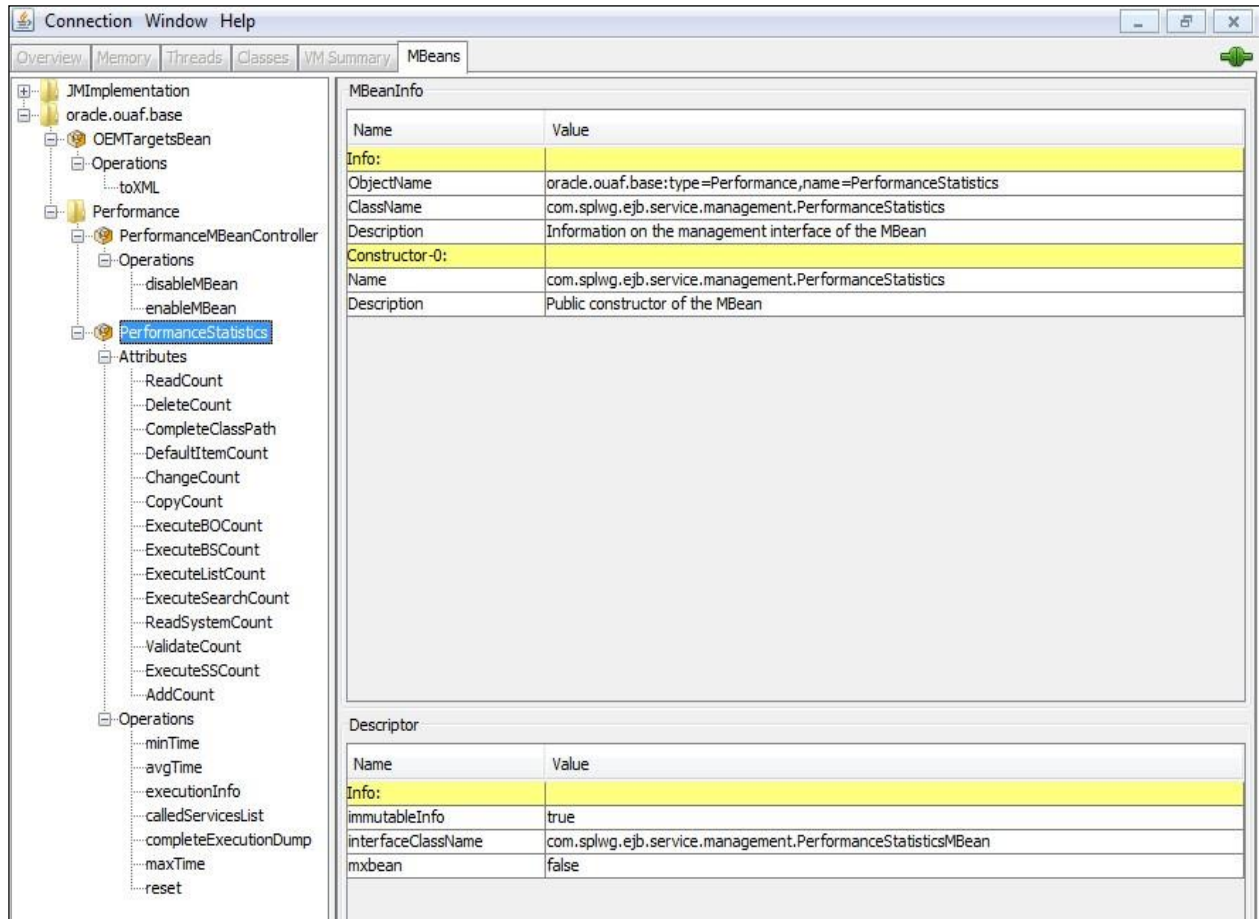 Connection Window Help
Overview Memory Threads Classes VM Summary MBeans
JMImplementation
oracle.ouaf.base
OEMTargetsBean
Operations
toXML
Performance
PerformanceMBeanController
Operations
disableMBean
enableMBean
PerformanceStatistics
Attributes
ReadCount
DeleteCount
CompleteClassPath
DefaultItemCount
ChangeCount
CopyCount
ExecuteBOCount
ExecuteBSCount
ExecuteListCount
ExecuteSearchCount
ReadSystemCount
ValidateCount
ExecuteSSCount
AddCount
Operations
minTime
avgTime
executionInfo
calledServicesList
completeExecutionDump
maxTime
reset
MBeanInfo
Name Value
Info:
ObjectName oracle.ouaf.base:type=Performance,name=PerformanceStatistics
ClassName com.splwg.ejb.service.management.PerformanceStatistics
Description Information on the management interface of the MBean
Constructor-0:
Name com.splwg.ejb.service.management.PerformanceStatistics
Description Public constructor of the MBean
Descriptor
Name Value
Info:
immutableInfo true
interfaceClassName com.splwg.ejb.service.management.PerformanceStatisticsMBean
mxbean false